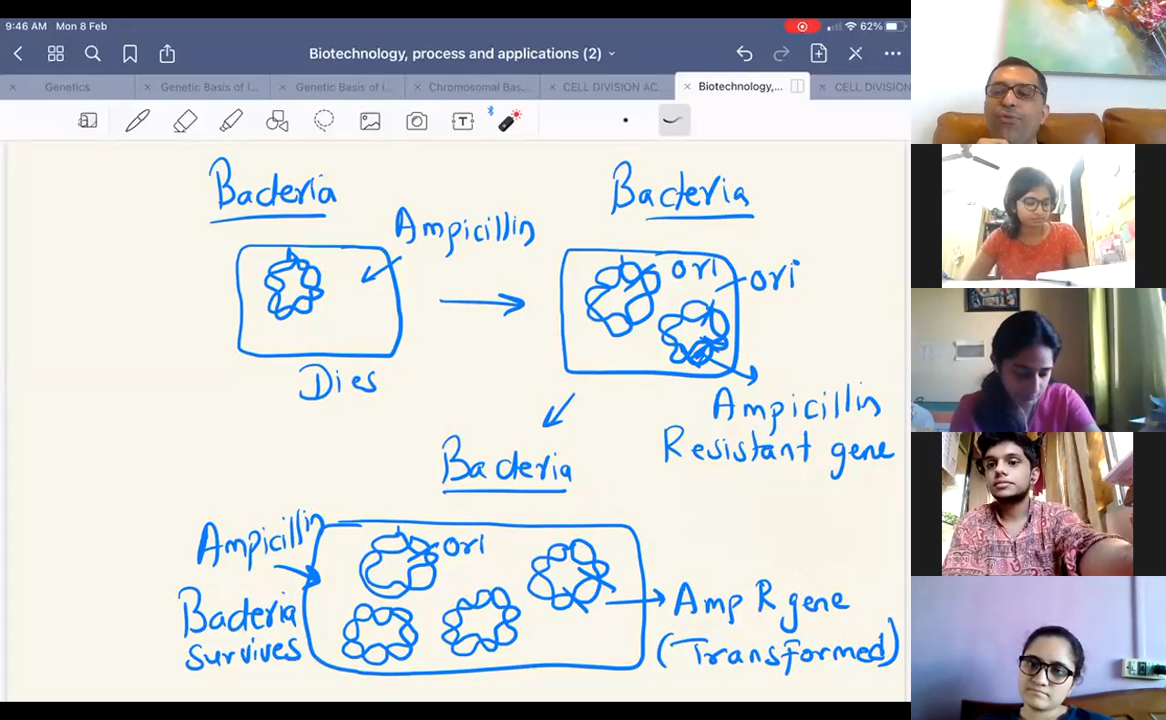 9:46 AM Mon 8 Feb
62%
Biotechnology, process and applications (2)
Genetics
Genetic Basis of I...
Genetic Basis of I...
Chromosomal Bas...
CELL DIVISION AC...
Biotechnology,...
CELL DIVISION
T
Bacteria
Bacteria
Ampicillin
ori
ori
Dies
Ampicillin
Resistant gene
Bacteria
Ampicillin
ori
Bacteria
survives
Amp R gene
(Transformed)